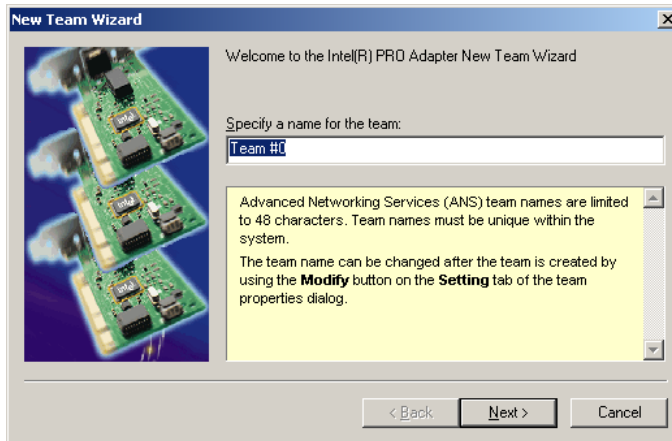 New Team Wizard
Welcome to the Intel(R) PRO Adapter New Team Wizard
Specify a name for the team:
Team #0
Advanced Networking Services (ANS) team names are limited
to 48 characters. Team names must be unique within the
system.
The team name can be changed after the team is created by
using the Modify button on the Setting tab of the team
properties dialog.
< Back
Next >
Cancel